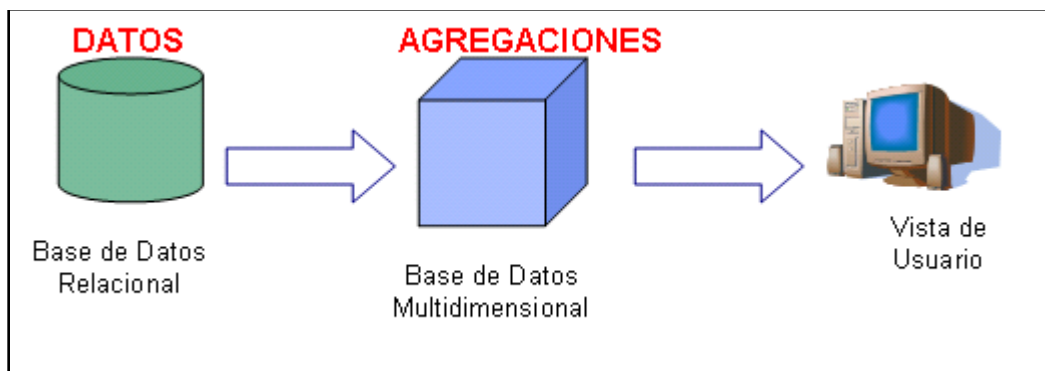 DATOS
AGREGACIONES
Base de Datos
Relacional
Base de Datos
Multidimensional
Vista de
Usuario